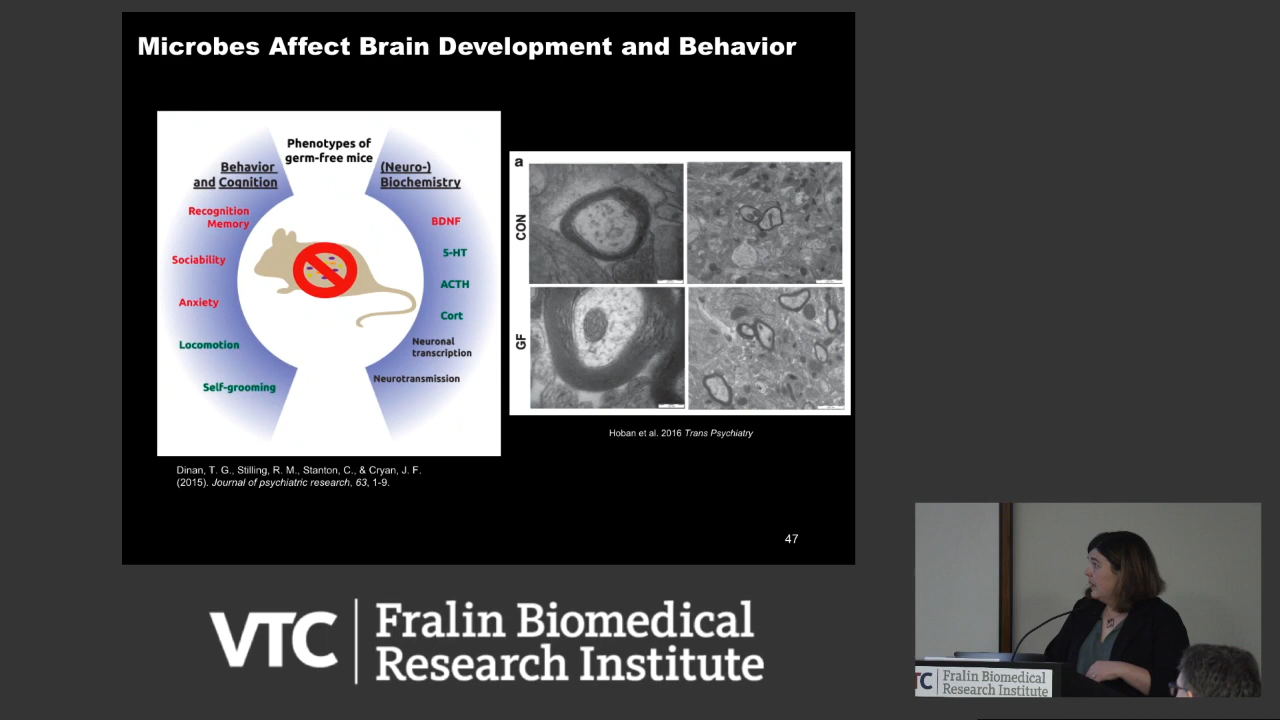 Microbes Affect Brain Development and Behavior
Phenotypes of
germ-free mice
Behavior
and Cognition
Recognition
Memory
Sociability
Anxiety
Locomotion
Self-grooming
(Neuro-)
Biochemistry
BDNF
5-HT
ACTH
Cort
Neuronal
transcription
Neurotransmission
Dinan, T. G., Stilling, R. M., Stanton, C., & Cryan, J. F.
(2015). Journal of psychiatric research, 63, 1-9.
a
CON
GF
Hoban et al. 2016 Trans Psychiatry
47
VTC
Fralin Biomedical
Research Institute
TC
Fralin Biomedical
Research Institute